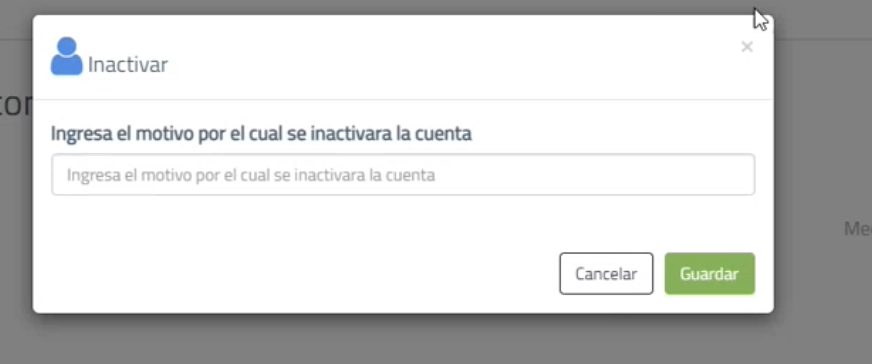 Inactivar
×
Ingresa el motivo por el cual se inactivara la cuenta
Ingresa el motivo por el cual se inactivara la cuenta
Cancelar
Guardar